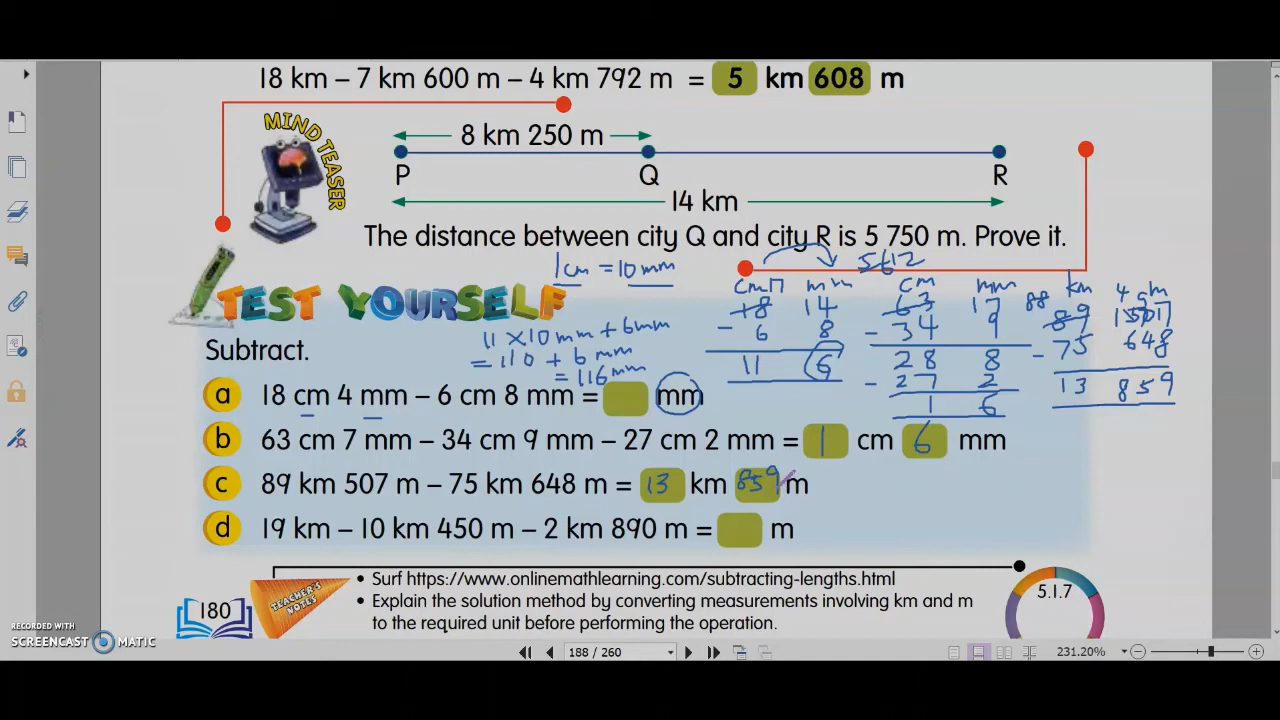 18 km – 7 km 600 m – 4 km 792 m = 5 km 608 m
MIND TEASER
8 km 250 m
P Q R
14 km
The distance between city Q and city R is 5 750 m. Prove it.
1cm = 10mm
TEST YOURSELF
Subtract.
11 × 10 mm + 6mm
= 110 + 6 mm
= 116mm
18 14
– 6 8
11 6
5612
cm mm
63 17
– 34 9
28 8
– 27 2
1 6
km m
88
89
– 75 648
13 859
a 18 cm 4 mm – 6 cm 8 mm = mm
b 63 cm 7 mm – 34 cm 9 mm – 27 cm 2 mm = 1 cm 6 mm
c 89 km 507 m – 75 km 648 m = 13 km 859 m
d 19 km – 10 km 450 m – 2 km 890 m = m
TEACHER'S NOTES
• Surf https://www.onlinemathlearning.com/subtracting-lengths.html
• Explain the solution method by converting measurements involving km and m
to the required unit before performing the operation.
180
5.1.7
RECORDED WITH
SCREENCAST MATIC
188 / 260
231.20%